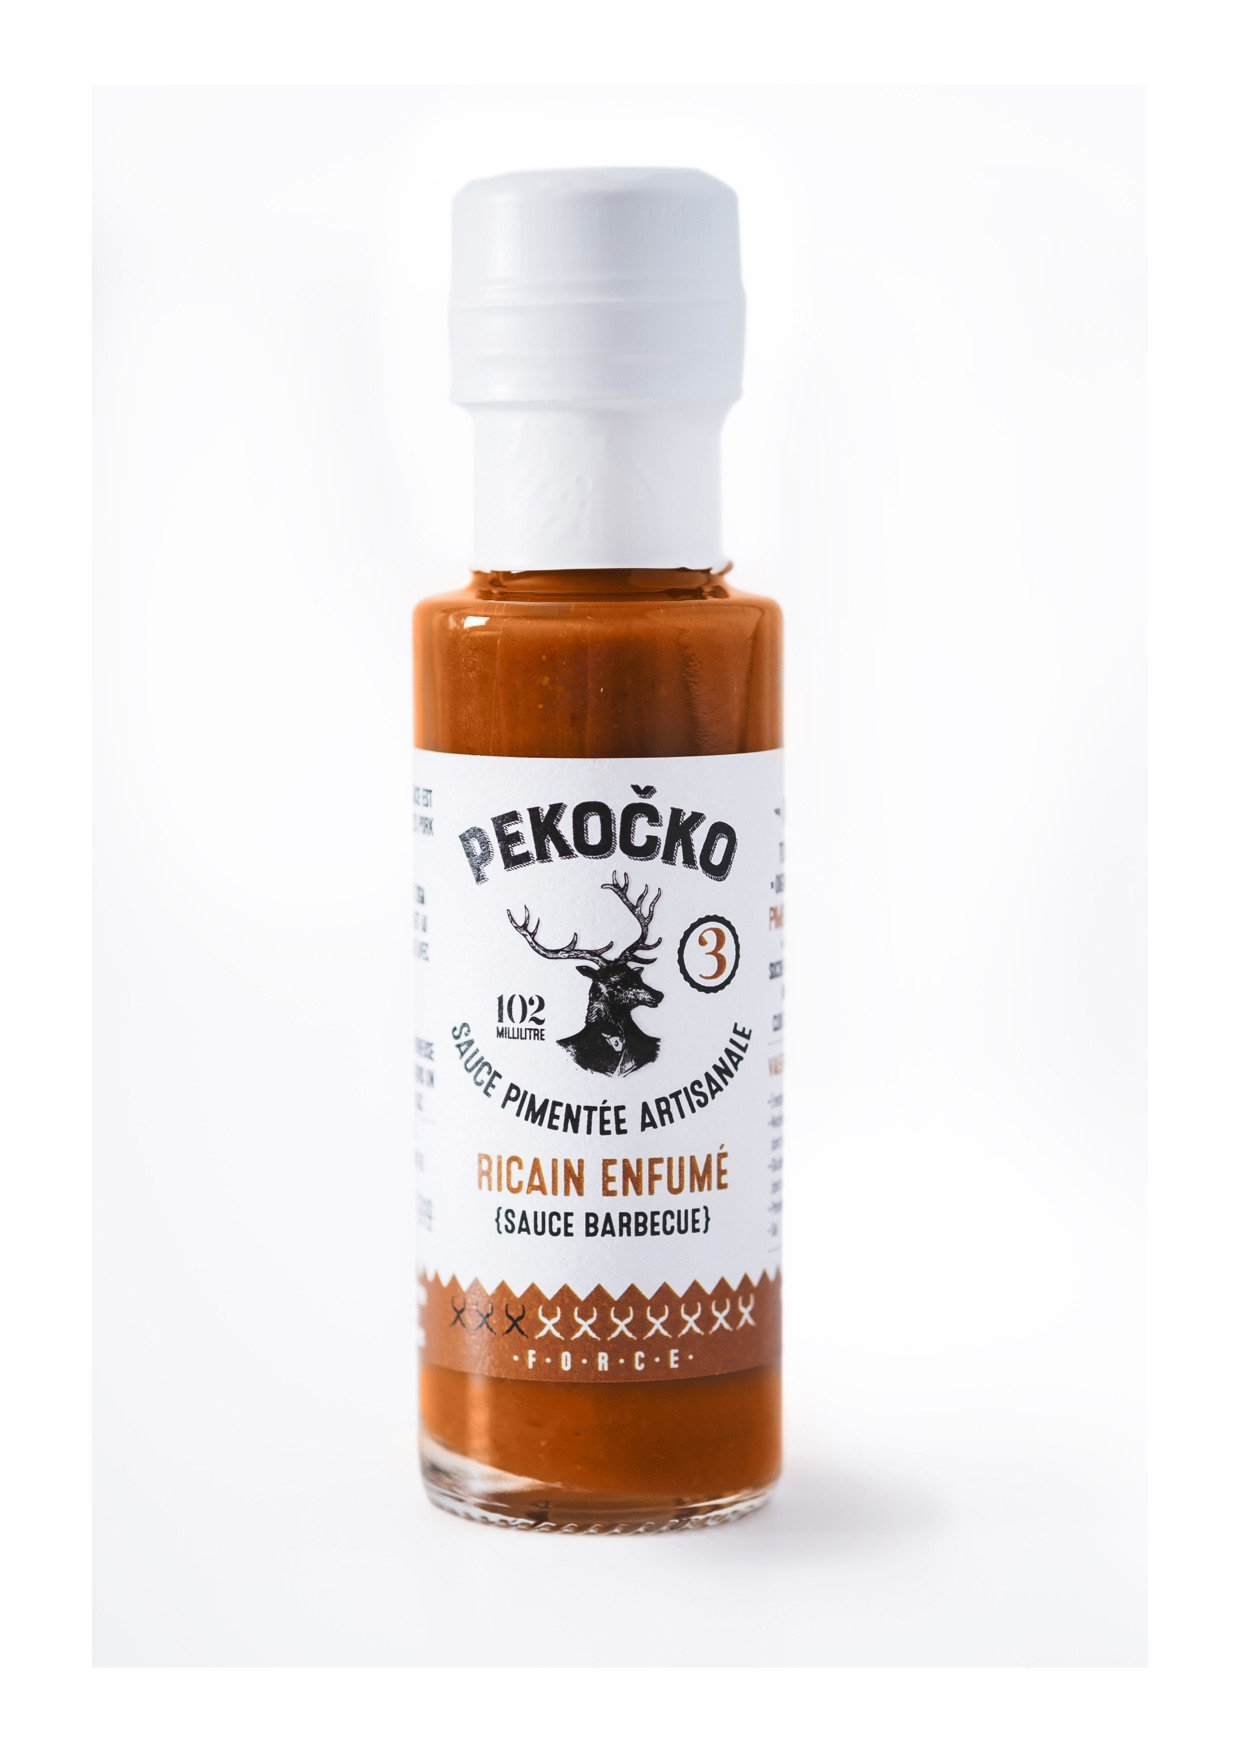 PEKOČKO
3
102
MILLILITRE
SAUCE PIMENTÉE ARTISANALE
RICAIN ENFUMÉ
{SAUCE BARBECUE}
·F·O·R·C·E·